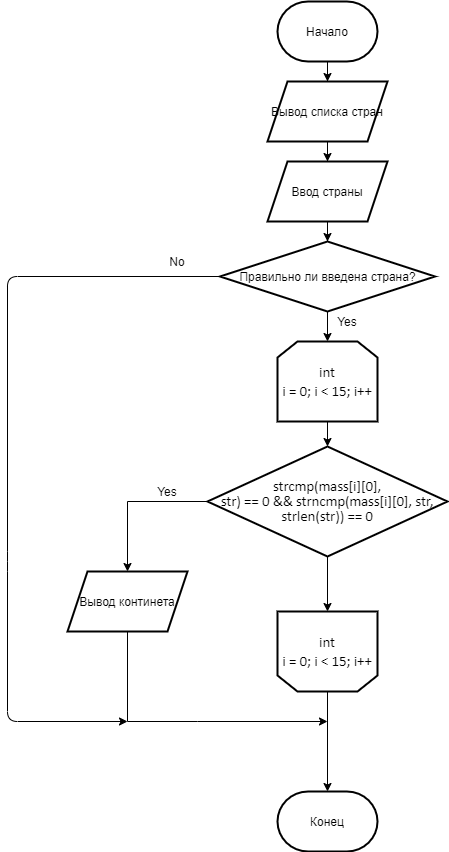 Начало
Вывод списка стран
Ввод страны
No
Правильно ли введена страна?
Yes
int
i = 0; i < 15; i++
Yes
strcmp(mass[i][0],
str) == 0 && strncmp(mass[i][0], str,
strlen(str)) == 0
Вывод континета
int
i = 0; i < 15; i++
Конец